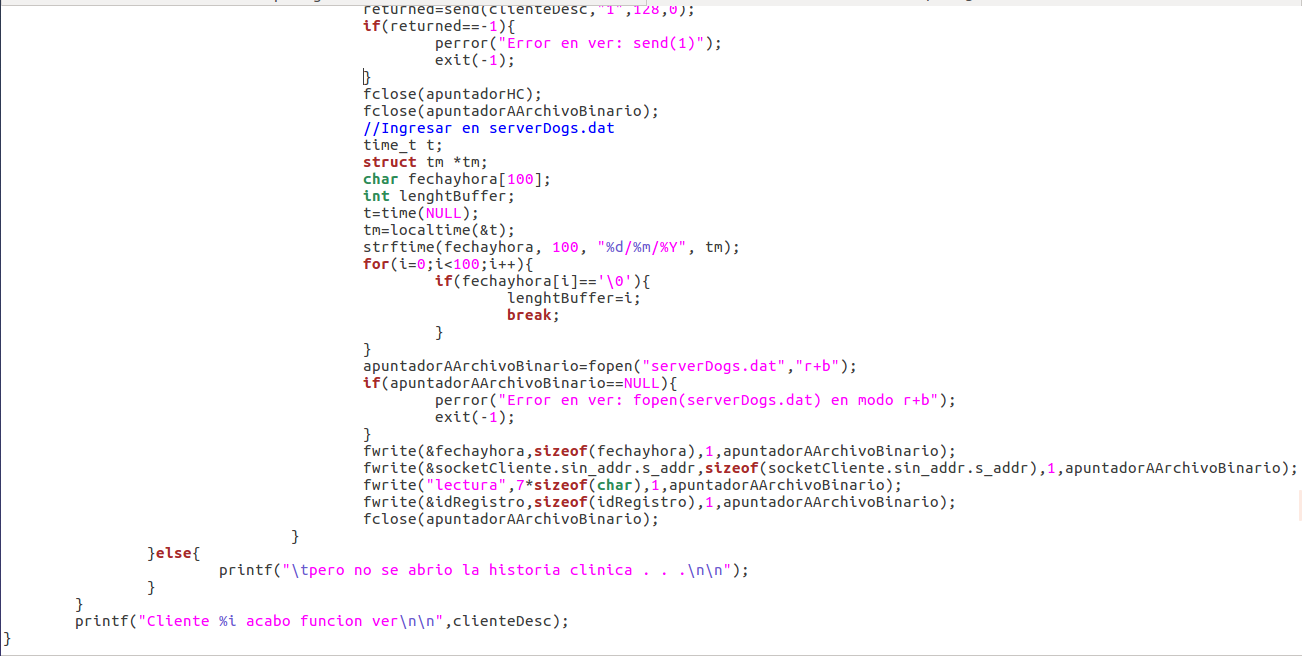 returned=send(clienteDesc,"1",128,0);
if(returned==-1){
perror("Error en ver: send(1)");
exit(-1);
}
fclose(apuntadorHC);
fclose(apuntadorAArchivoBinario);
//Ingresar en serverDogs.dat
time_t t;
struct tm *tm;
char fechayhora[100];
int lenghtBuffer;
t=time(NULL);
tm=localtime(&t);
strftime(fechayhora, 100, "%d/%m/%Y", tm);
for(i=0;i<100;i++){
if(fechayhora[i]=='\0'){
lenghtBuffer=i;
break;
}
}
apuntadorAArchivoBinario=fopen("serverDogs.dat","r+b");
if(apuntadorAArchivoBinario==NULL){
perror("Error en ver: fopen(serverDogs.dat) en modo r+b");
exit(-1);
}
fwrite(&fechayhora,sizeof(fechayhora),1,apuntadorAArchivoBinario);
fwrite(&socketCliente.sin_addr.s_addr,sizeof(socketCliente.sin_addr.s_addr),1,apuntadorAArchivoBinario);
fwrite("lectura",7*sizeof(char),1,apuntadorAArchivoBinario);
fwrite(&idRegistro,sizeof(idRegistro),1,apuntadorAArchivoBinario);
fclose(apuntadorAArchivoBinario);
}
}else{
printf("\tpero no se abrio la historia clinica . . .\n\n");
}
}
printf("Cliente %i acabo funcion ver\n\n",clienteDesc);
}